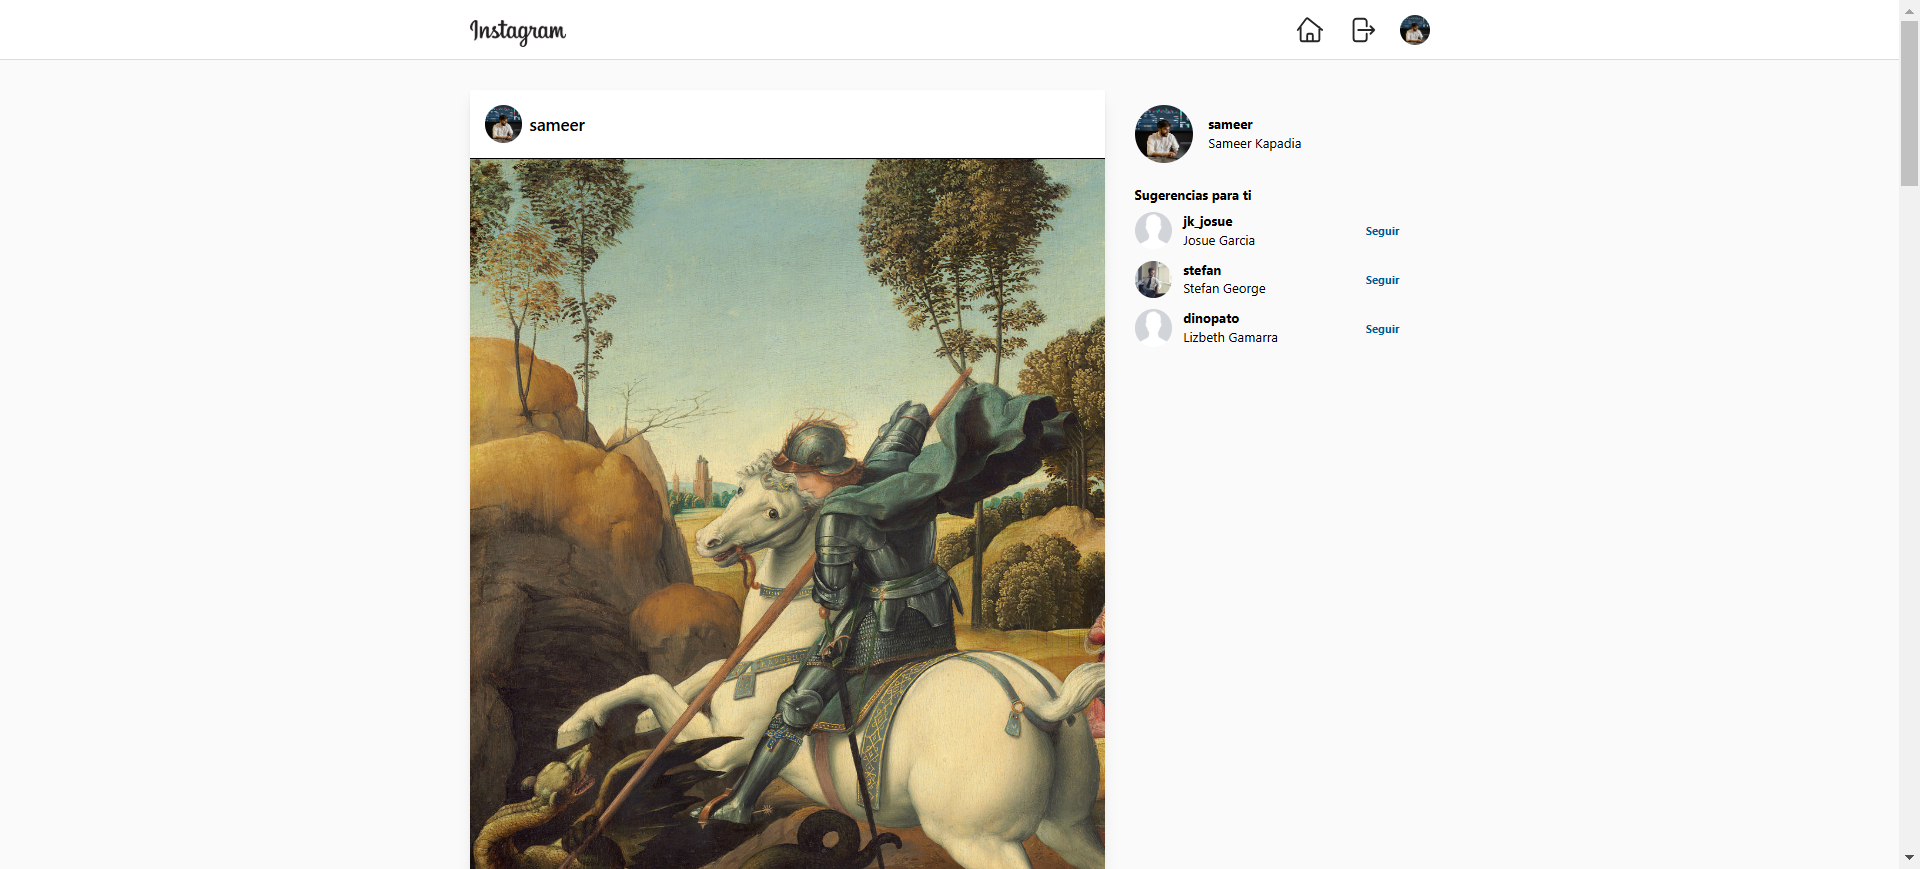 Instagram
sameer
sameer
Sameer Kapadia
Sugerencias para ti
jk_josue
Josue Garcia
Seguir
stefan
Stefan George
Seguir
dinopato
Lizbeth Gamarra
Seguir